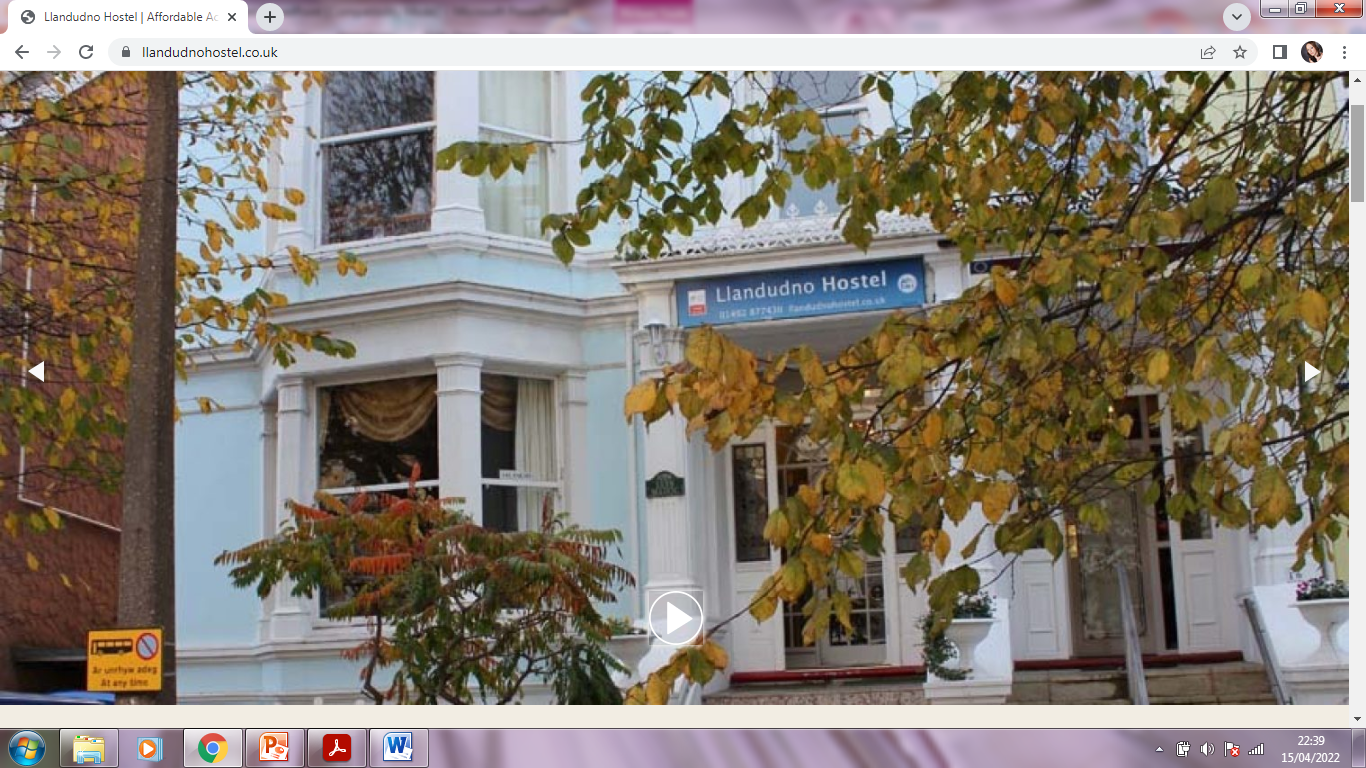 Llandudno Hostel | Affordable Ac
llandudnohostel.co.uk
Llandudno Hostel
01492 877430 llandudnohostel.co.uk
Ar unrhyw adeg
At any time
22:39
15/04/2022